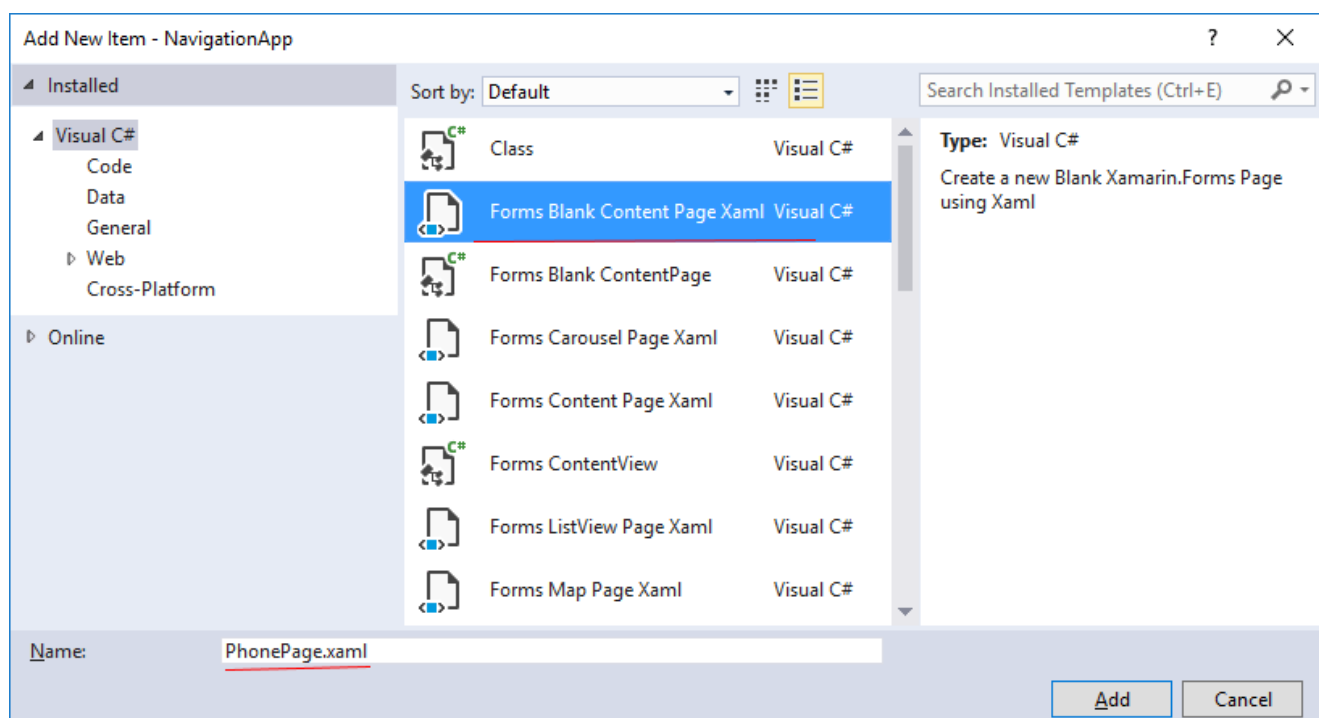 Add New Item - NavigationApp
?
Installed
Sort by: Default
Search Installed Templates (Ctrl+E)
Visual C#
Code
Data
General
Web
Cross-Platform
Online
C#
Class Visual C#
Forms Blank Content Page Xaml Visual C#
C#
Forms Blank ContentPage Visual C#
Forms Carousel Page Xaml Visual C#
Forms Content Page Xaml Visual C#
C#
Forms ContentView Visual C#
Forms ListView Page Xaml Visual C#
Forms Map Page Xaml Visual C#
Type: Visual C#
Create a new Blank Xamarin.Forms Page
using Xaml
Name: PhonePage.xaml
Add Cancel